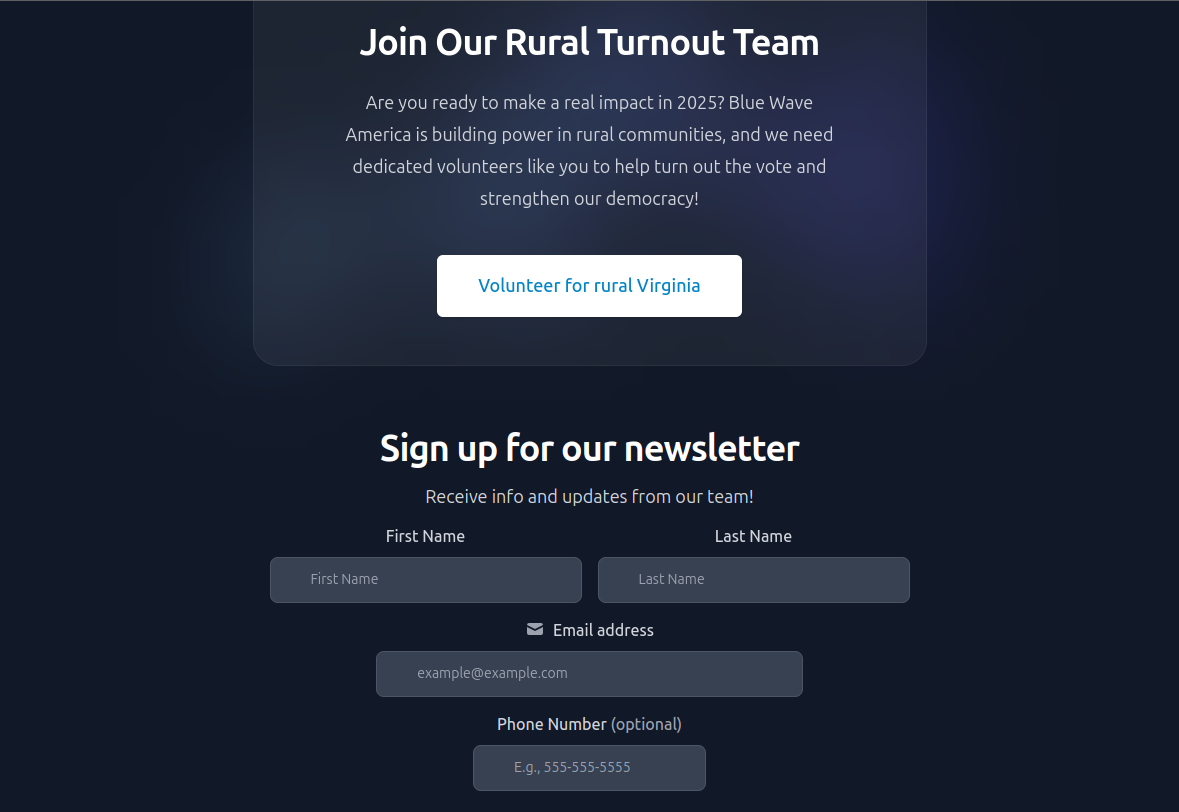 Join Our Rural Turnout Team
Are you ready to make a real impact in 2025? Blue Wave
America is building power in rural communities, and we need
dedicated volunteers like you to help turn out the vote and
strengthen our democracy!
Volunteer for rural Virginia
Sign up for our newsletter
Receive info and updates from our team!
First Name
Last Name
First Name
Last Name
Email address
example@example.com
Phone Number (optional)
E.g., 555-555-5555